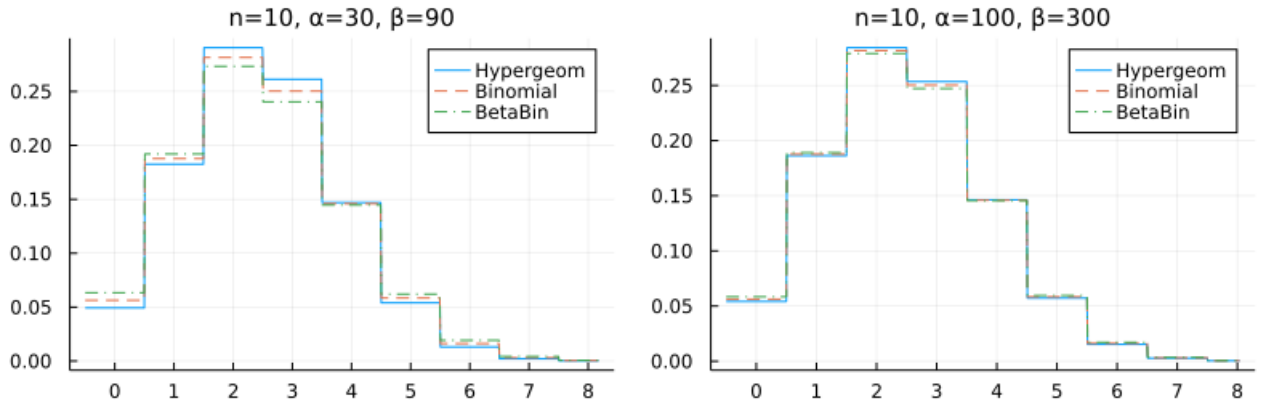 n=10, α=30, β=90
0.25
0.20
0.15
0.10
0.05
0.00
0 1 2 3 4 5 6 7 8
Hypergeom
Binomial
BetaBin
n=10, α=100, β=300
0.25
0.20
0.15
0.10
0.05
0.00
0 1 2 3 4 5 6 7 8
Hypergeom
Binomial
BetaBin